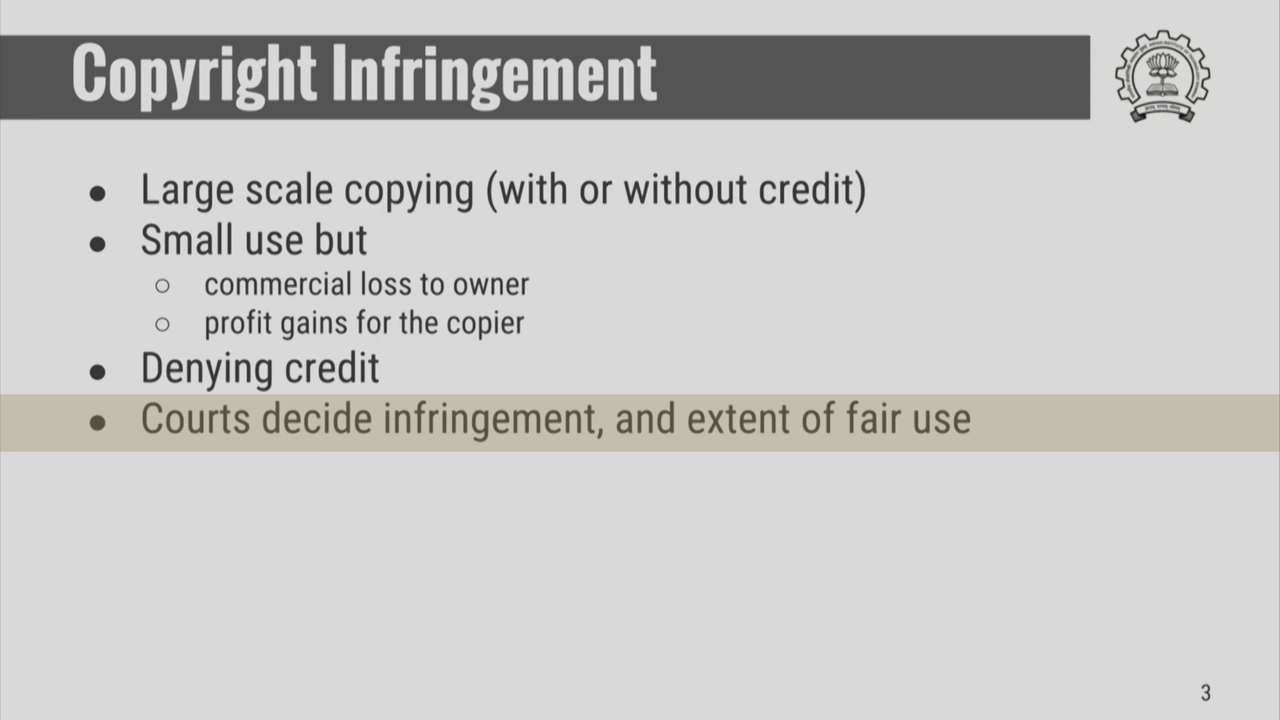 Copyright Infringement
● Large scale copying (with or without credit)
● Small use but
○ commercial loss to owner
○ profit gains for the copier
● Denying credit
● Courts decide infringement, and extent of fair use
3